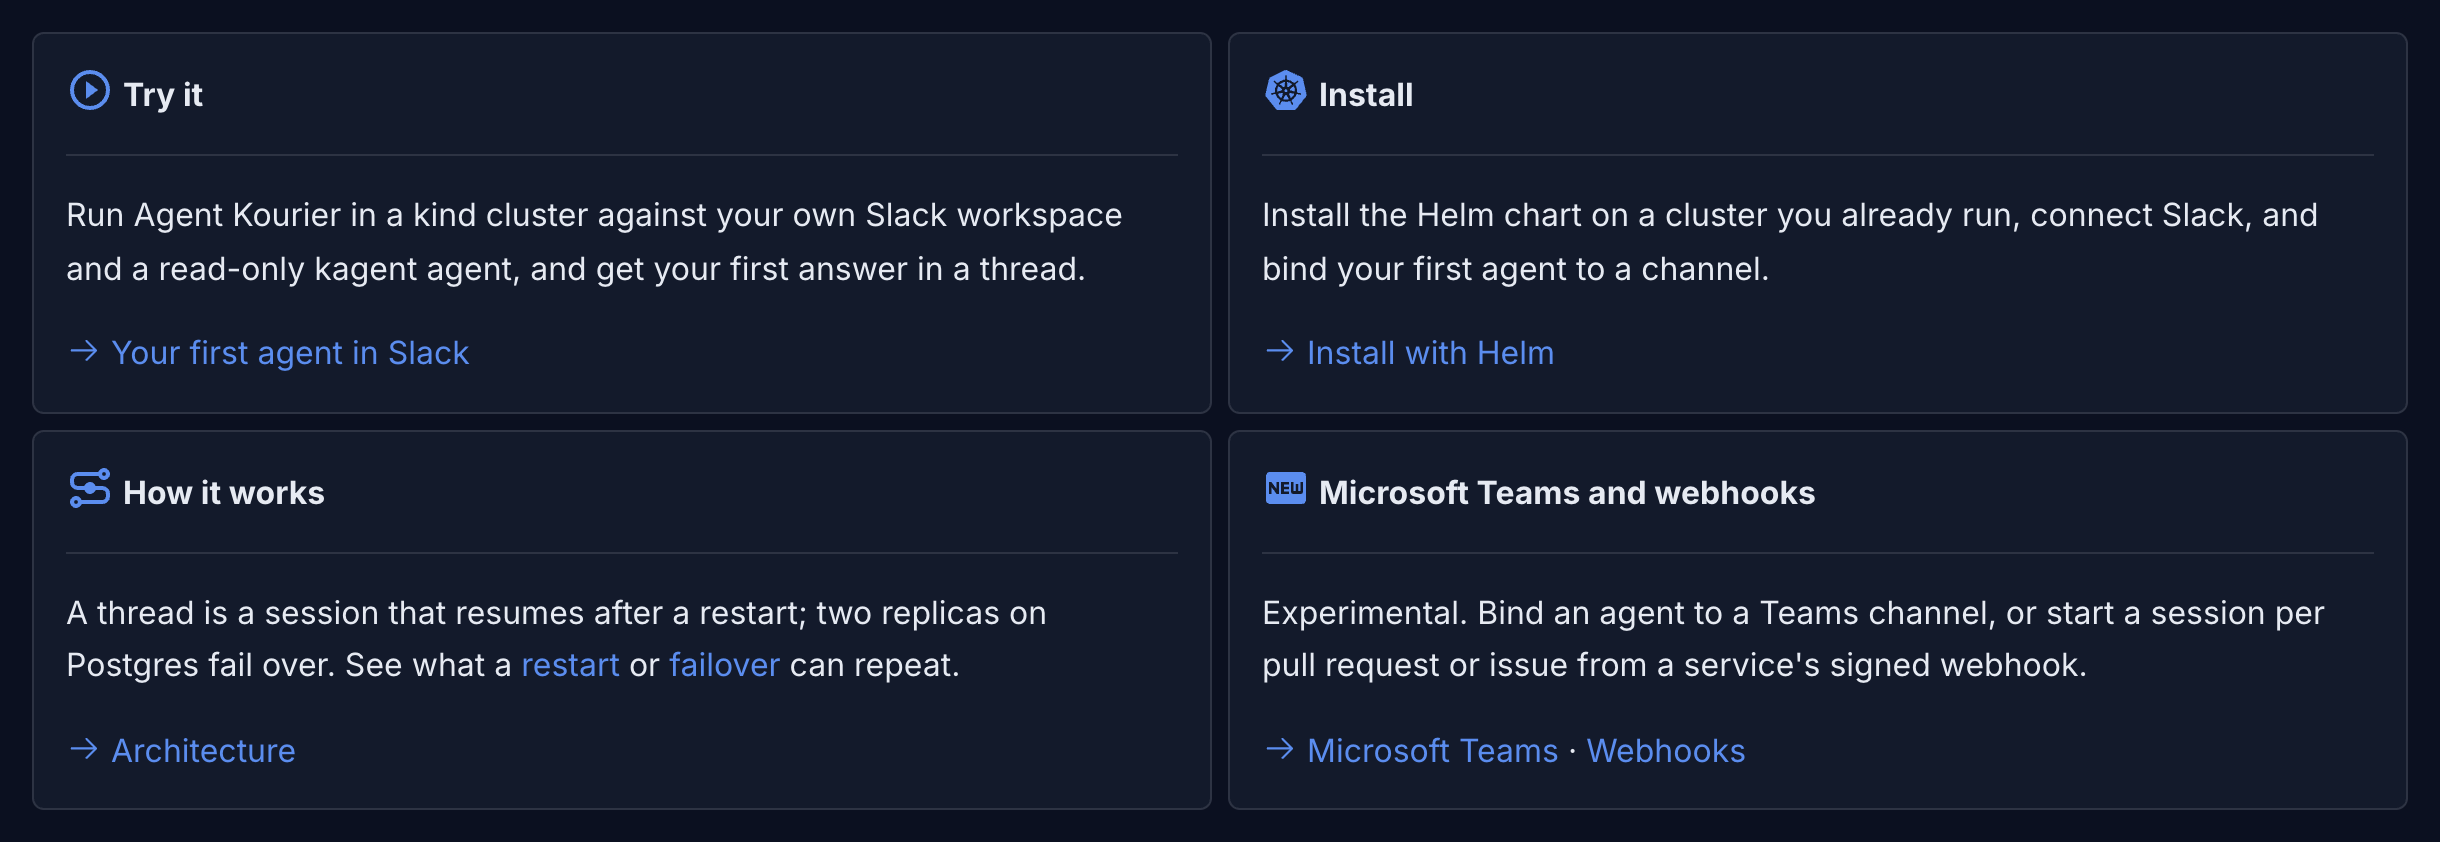 Try it
Run Agent Kourier in a kind cluster against your own Slack workspace
and a read-only kagent agent, and get your first answer in a thread.
→ Your first agent in Slack
Install
Install the Helm chart on a cluster you already run, connect Slack, and
bind your first agent to a channel.
→ Install with Helm
How it works
A thread is a session that resumes after a restart; two replicas on
Postgres fail over. See what a restart or failover can repeat.
→ Architecture
NEW Microsoft Teams and webhooks
Experimental. Bind an agent to a Teams channel, or start a session per
pull request or issue from a service's signed webhook.
→ Microsoft Teams · Webhooks